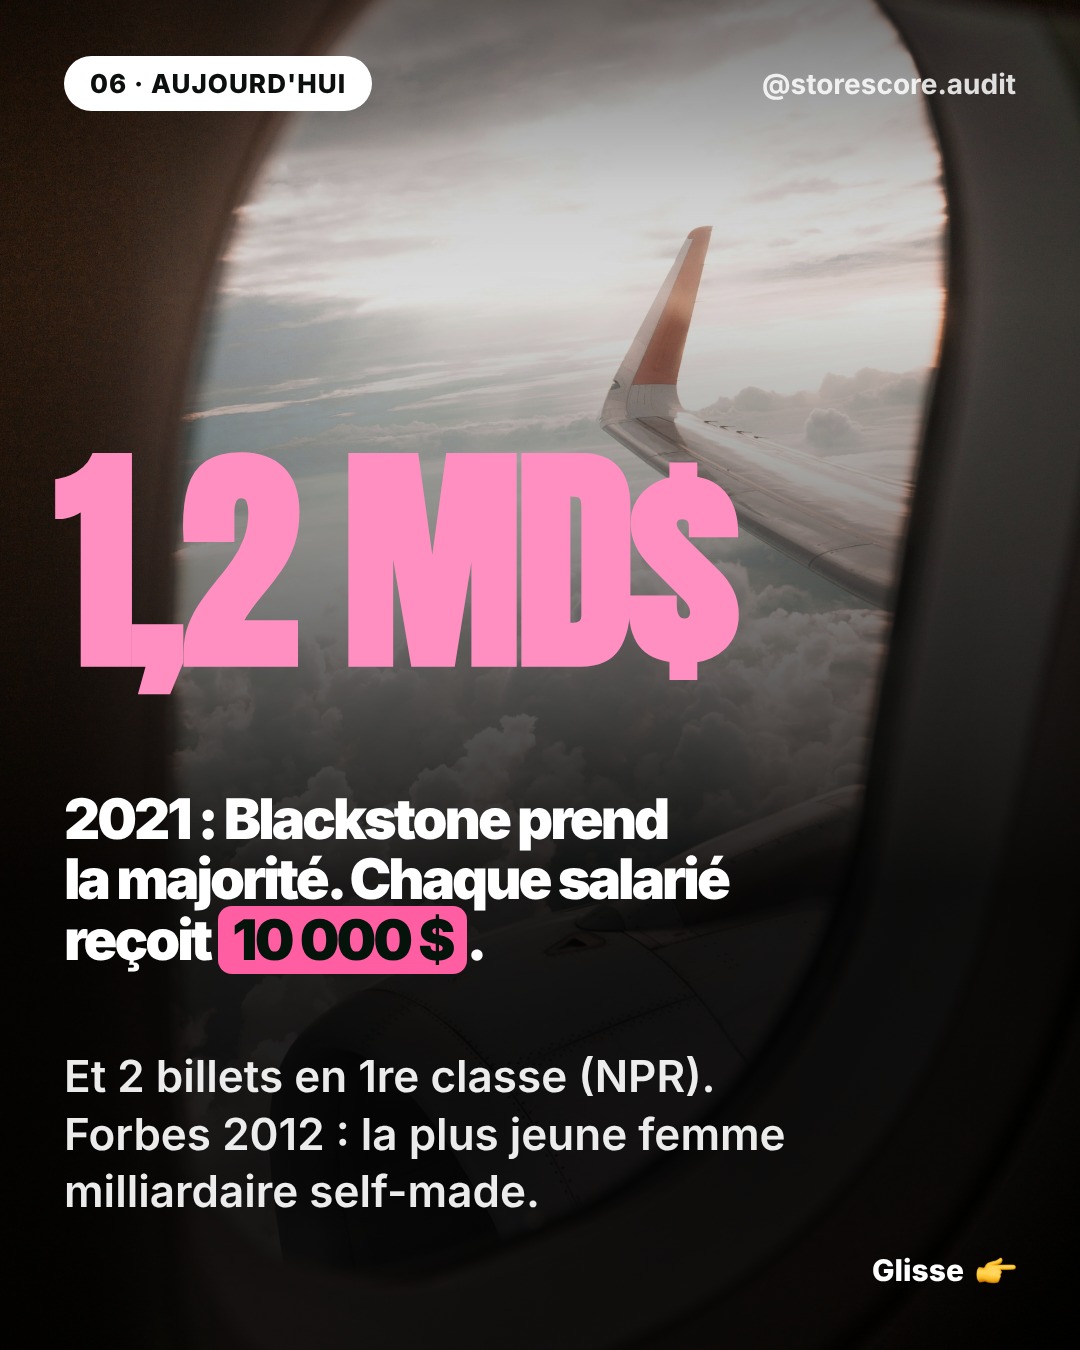 06 · AUJOURD'HUI
@storescore.audit
1,2 MD$
2021 : Blackstone prend
la majorité. Chaque salarié
reçoit 10 000 $.
Et 2 billets en 1re classe (NPR).
Forbes 2012 : la plus jeune femme
milliardaire self-made.
Glisse 👉